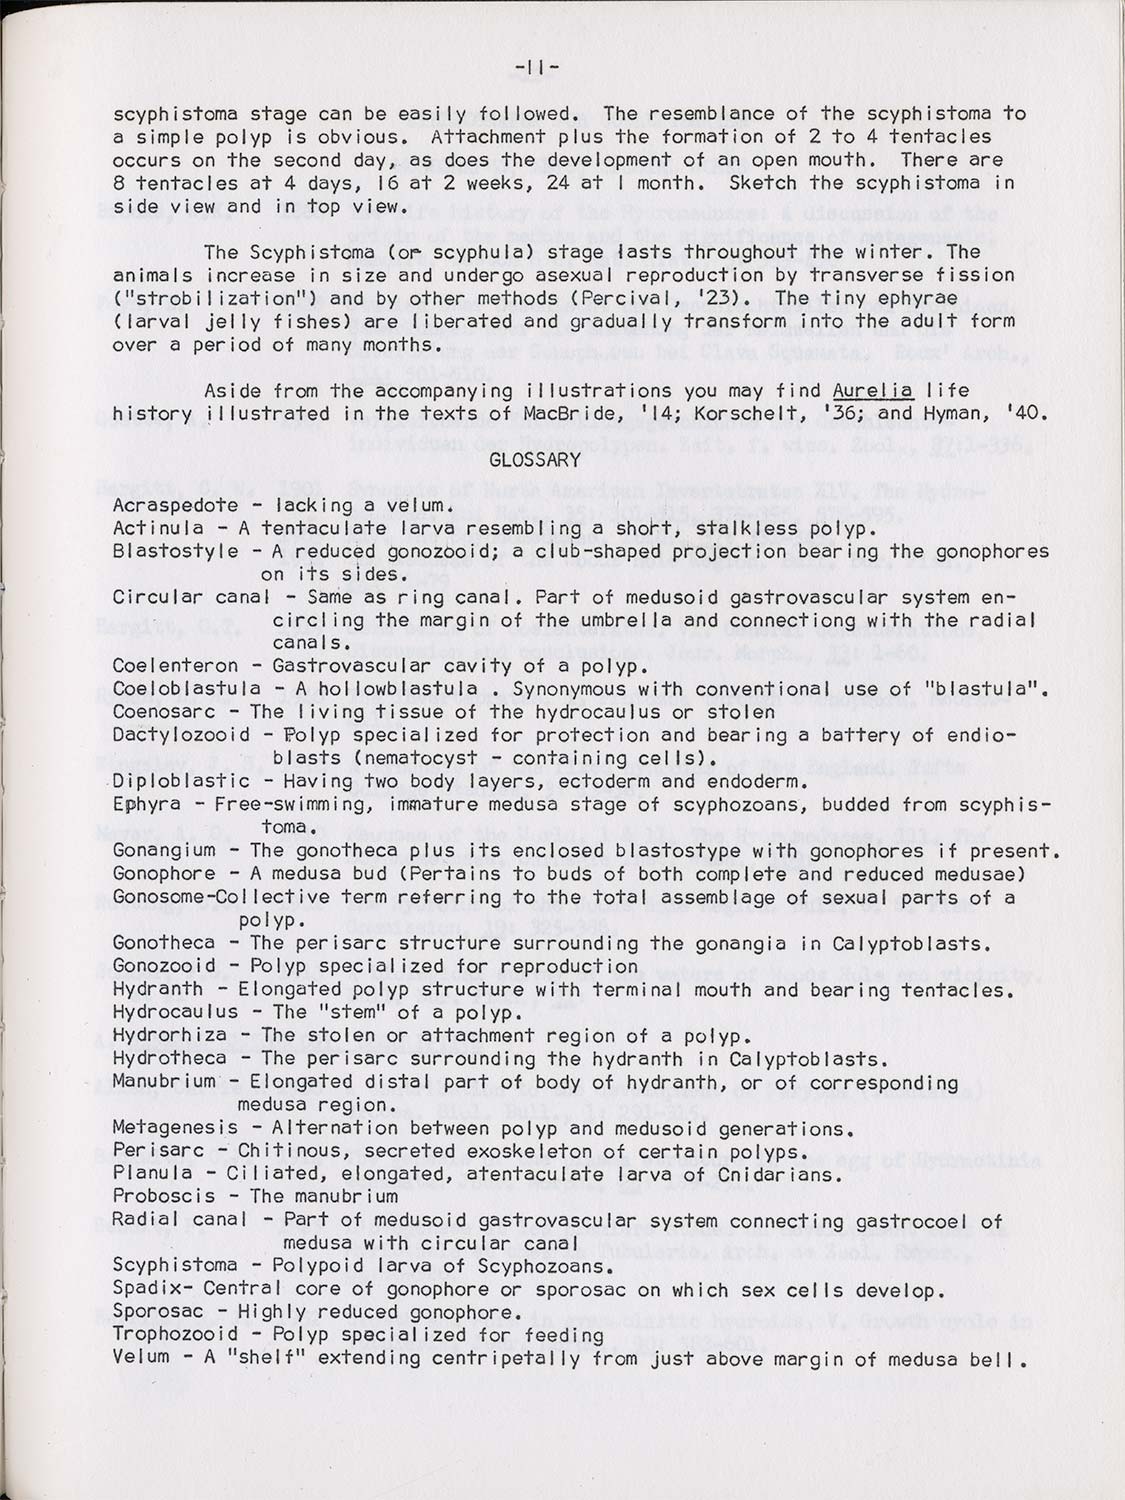 -11-
scyphistoma stage can be easily followed. The resemblance of the scyphistoma to
a simple polyp is obvious. Attachment plus the formation of 2 to 4 tentacles
occurs on the second day, as does the development of an open mouth. There are
8 tentacles at 4 days, 16 at 2 weeks, 24 at 1 month. Sketch the scyphistoma in
side view and in top view.
The Scyphistoma (or scyphula) stage lasts throughout the winter. The
animals increase in size and undergo asexual reproduction by transverse fission
("strobilization") and by other methods (Percival, '23). The tiny ephyrae
(larval jelly fishes) are liberated and gradually transform into the adult form
over a period of many months.
Aside from the accompanying illustrations you may find Aurelia life
history illustrated in the texts of MacBride, '14; Korschelt, '36; and Hyman, '40.
GLOSSARY
Acraspedote - lacking a velum.
Actinula - A tentaculate larva resembling a short, stalkless polyp.
Blastostyle - A reduced gonozooid; a club-shaped projection bearing the gonophores
on its sides.
Circular canal - Same as ring canal. Part of medusoid gastrovascular system en-
circling the margin of the umbrella and connectiong with the radial
canals.
Coelenteron - Gastrovascular cavity of a polyp.
Coeloblastula - A hollowblastula . Synonymous with conventional use of "blastula".
Coenosarc - The living tissue of the hydrocaulus or stolen
Dactylozooid - Polyp specialized for protection and bearing a battery of endio-
blasts (nematocyst - containing cells).
Diploblastic - Having two body layers, ectoderm and endoderm.
Ephyra - Free-swimming, immature medusa stage of scyphozoans, budded from scyphis-
toma.
Gonangium - The gonotheca plus its enclosed blastostype with gonophores if present.
Gonophore - A medusa bud (Pertains to buds of both complete and reduced medusae)
Gonosome-Collective term referring to the total assemblage of sexual parts of a
polyp.
Gonotheca - The perisarc structure surrounding the gonangia in Calyptoblasts.
Gonozooid - Polyp specialized for reproduction
Hydranth - Elongated polyp structure with terminal mouth and bearing tentacles.
Hydrocaulus - The "stem" of a polyp.
Hydrorhiza - The stolen or attachment region of a polyp.
Hydrotheca - The perisarc surrounding the hydranth in Calyptoblasts.
Manubrium - Elongated distal part of body of hydranth, or of corresponding
medusa region.
Metagenesis - Alternation between polyp and medusoid generations.
Perisarc - Chitinous, secreted exoskeleton of certain polyps.
Planula - Ciliated, elongated, atentaculate larva of Cnidarians.
Proboscis - The manubrium
Radial canal - Part of medusoid gastrovascular system connecting gastrocoel of
medusa with circular canal
Scyphistoma - Polypoid larva of Scyphozoans.
Spadix- Central core of gonophore or sporosac on which sex cells develop.
Sporosac - Highly reduced gonophore.
Trophozooid - Polyp specialized for feeding
Velum - A "shelf" extending centripetally from just above margin of medusa bell.